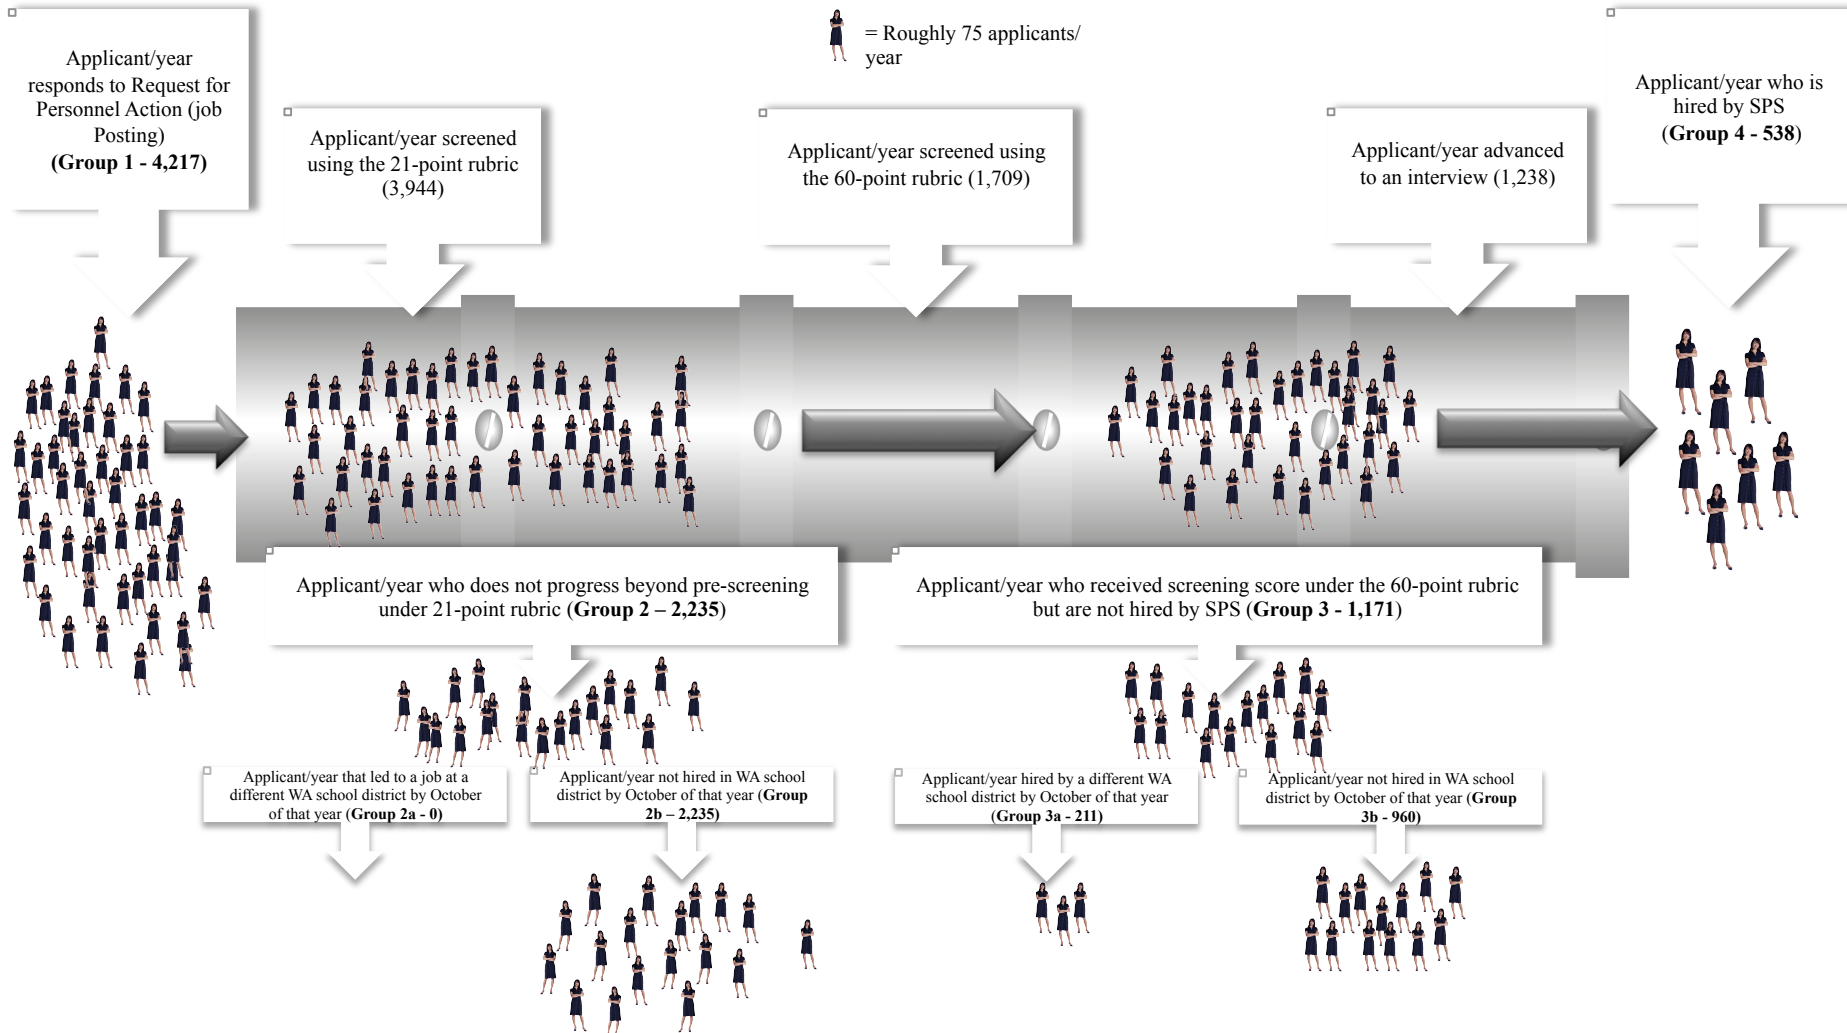 Applicant/year
responds to Request for
Personnel Action (job
Posting)
(Group 1 - 4,217)
= Roughly 75 applicants/
year
Applicant/year screened
using the 21-point rubric
(3,944)
Applicant/year screened using
the 60-point rubric (1,709)
Applicant/year advanced
to an interview (1,238)
Applicant/year who is
hired by SPS
(Group 4 - 538)
Applicant/year who does not progress beyond pre-screening
under 21-point rubric (Group 2 – 2,235)
Applicant/year who received screening score under the 60-point rubric
but are not hired by SPS (Group 3 - 1,171)
Applicant/year that led to a job at a
different WA school district by October
of that year (Group 2a - 0)
Applicant/year not hired in WA school
district by October of that year (Group
2b – 2,235)
Applicant/year hired by a different WA
school district by October of that year
(Group 3a - 211)
Applicant/year not hired in WA school
district by October of that year (Group
3b - 960)